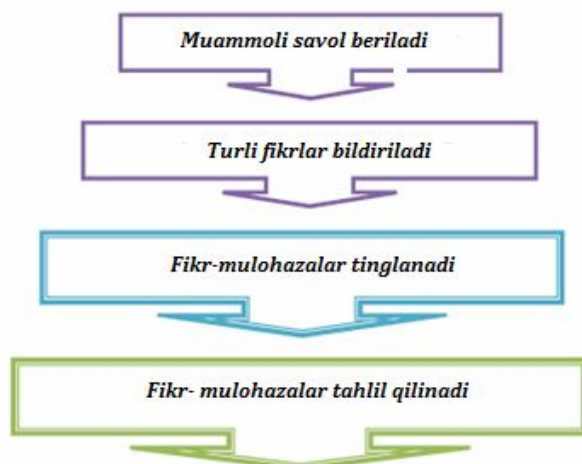 Muammoli savol beriladi
Turli fikrlar bildiriladi
Fikr-mulohazalar tinglanadi
Fikr- mulohazalar tahlil qilinadi